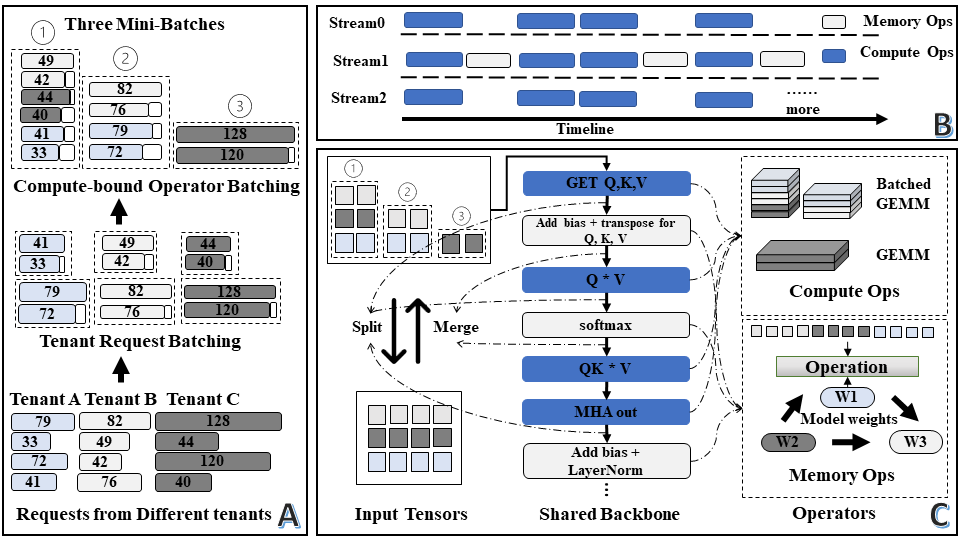 Three Mini-Batches
1
2
3
49
42
44
40
41
33
82
76
79
72
128
120
Compute-bound Operator Batching
41
33
49
42
44
40
79
72
82
76
128
120
Tenant Request Batching
Tenant A Tenant B Tenant C
79 82 128
33 49 44
72 42 120
41 76 40
Requests from Different tenants
A
Stream0
Stream1
Stream2
Memory Ops
Compute Ops
......
more
Timeline
B
1
2
3
GET Q,K,V
Add bias + transpose for
Q, K, V
Q * V
softmax
QK * V
MHA out
Add bias +
LayerNorm
Split
Merge
Input Tensors
Shared Backbone
Batched
GEMM
GEMM
Compute Ops
Operation
W1
Model weights
W2
W3
Memory Ops
Operators
C